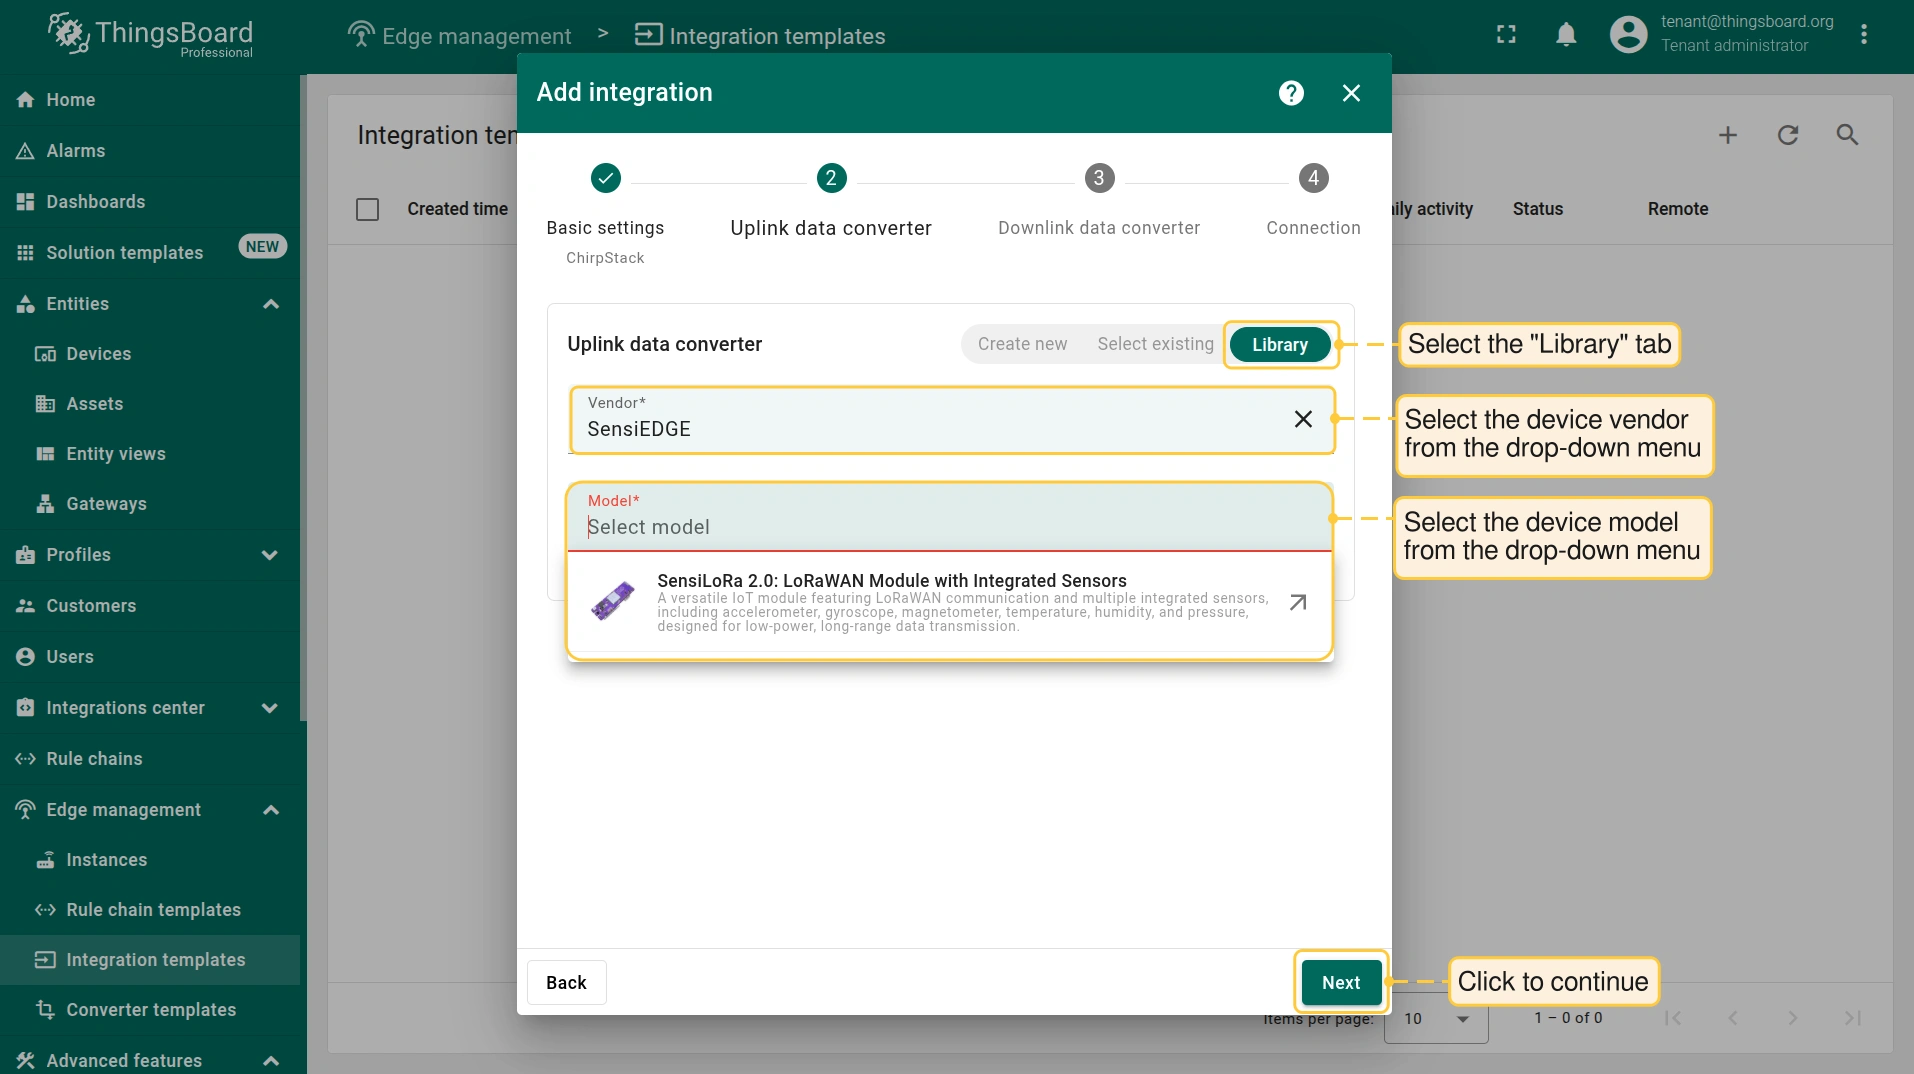 ThingsBoard
Professional
Edge management > Integration templates
tenant@thingsboard.org
Tenant administrator
Home
Alarms
Dashboards
Solution templates NEW
Entities
Devices
Assets
Entity views
Gateways
Profiles
Customers
Users
Integrations center
Rule chains
Edge management
Instances
Rule chain templates
Integration templates
Converter templates
Advanced features
Integration ten
Created time
ily activity Status Remote
Add integration
?
2 3 4
Basic settings Uplink data converter Downlink data converter Connection
ChirpStack
Uplink data converter Create new Select existing Library
Select the "Library" tab
Vendor*
SensiEDGE
Select the device vendor
from the drop-down menu
Model*
Select model
Select the device model
from the drop-down menu
SensiLoRa 2.0: LoRaWAN Module with Integrated Sensors
A versatile IoT module featuring LoRaWAN communication and multiple integrated sensors,
including accelerometer, gyroscope, magnetometer, temperature, humidity, and pressure,
designed for low-power, long-range data transmission.
Back Next
Click to continue
Items per page: 10 1 – 0 of 0